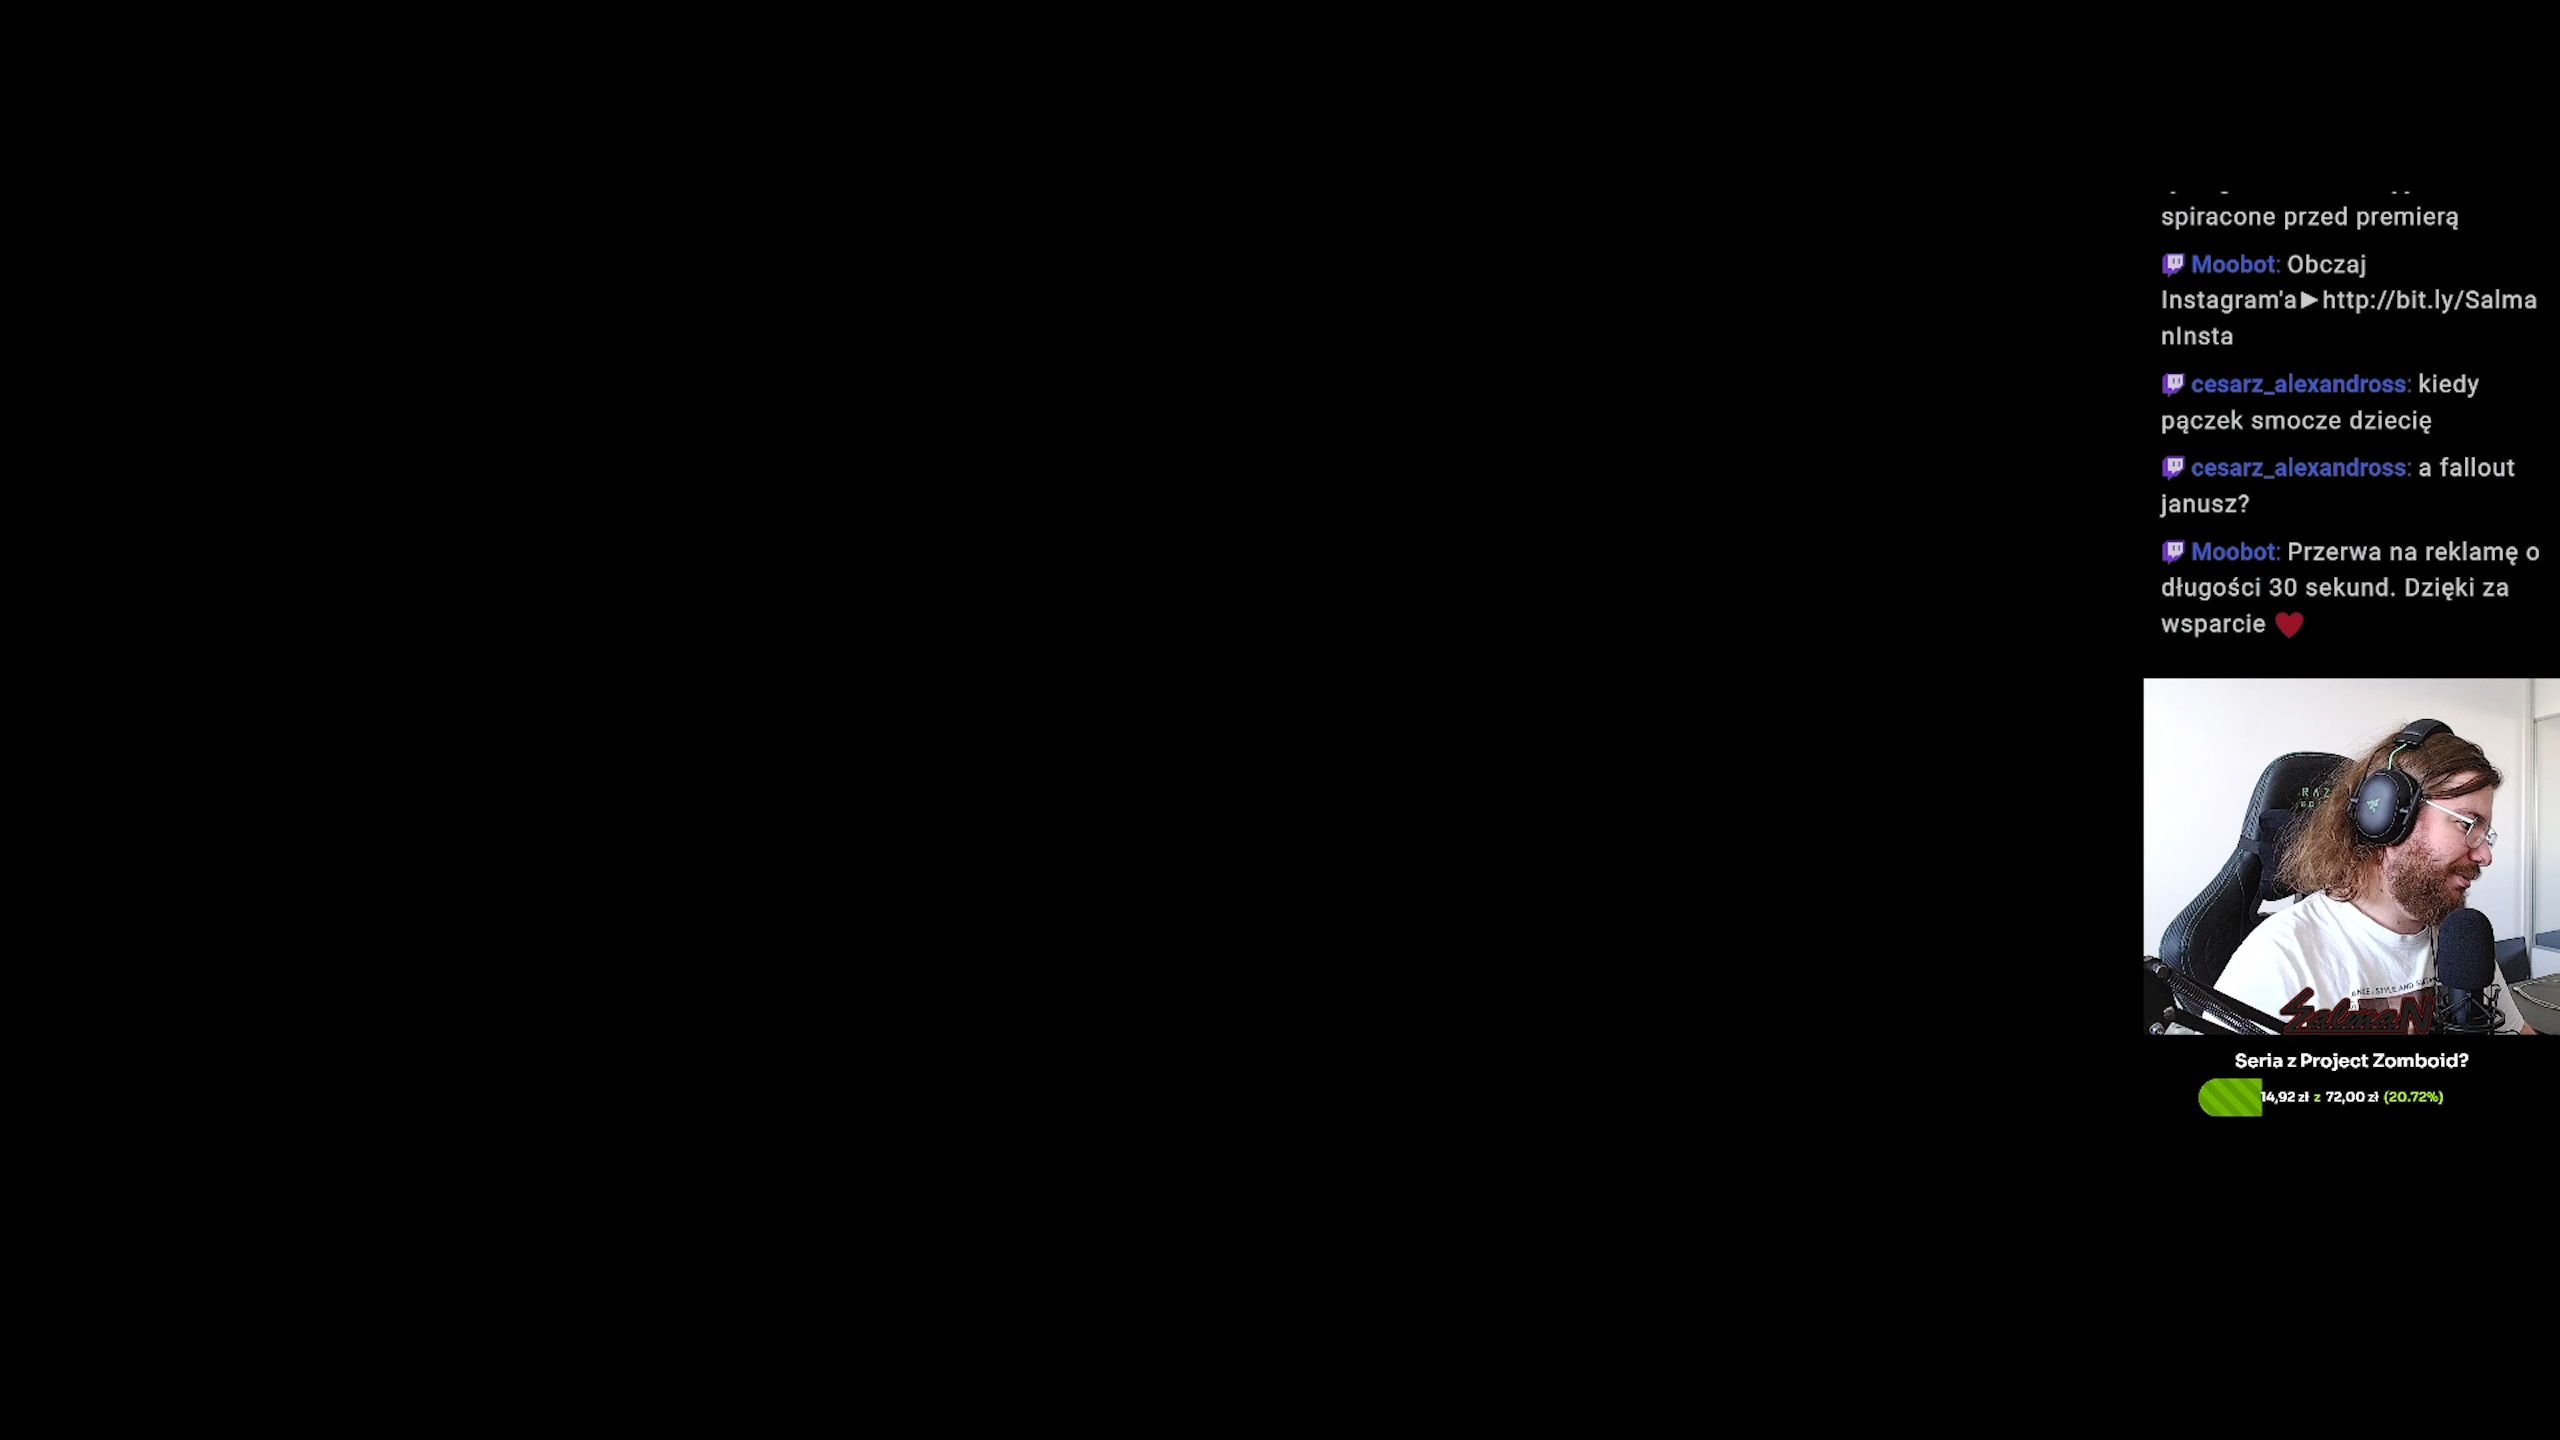 spiracone przed premierą
Moobot: Obczaj
Instagram'a►http://bit.ly/Salma
nInsta
cesarz_alexandross: kiedy
pączek smocze dziecię
cesarz_alexandross: a fallout
janusz?
Moobot: Przerwa na reklamę o
długości 30 sekund. Dzięki za
wsparcie
SalmaN
Seria z Project Zomboid?
14,92 zł z 72,00 zł (20.72%)